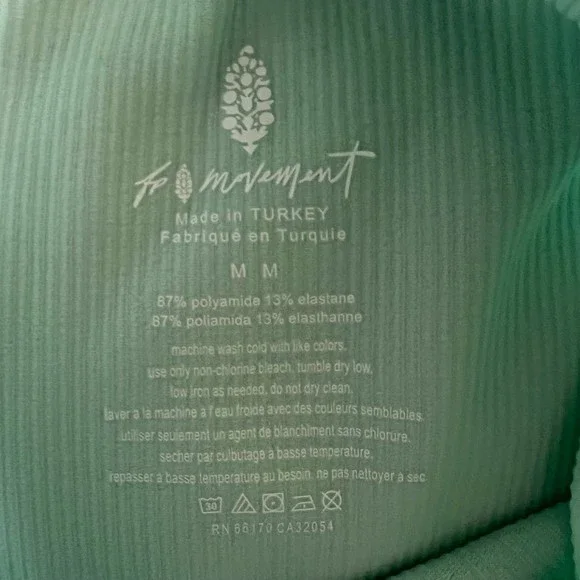 fp movement
Made in TURKEY
Fabriqué en Turquie
M M
87% polyamide 13% elastane
87% poliamida 13% elasthanne
machine wash cold with like colors.
use only non-chlorine bleach. tumble dry low,
low iron as needed. do not dry clean.
laver a la machine a l'eau froide avec des couleurs semblables.
utiliser seulement un agent de blanchiment sans chlorure.
secher par culbutage a basse temperature.
repasser a basse temperature au besoin. ne pas nettoyer a sec
30
RN 66170 CA32054